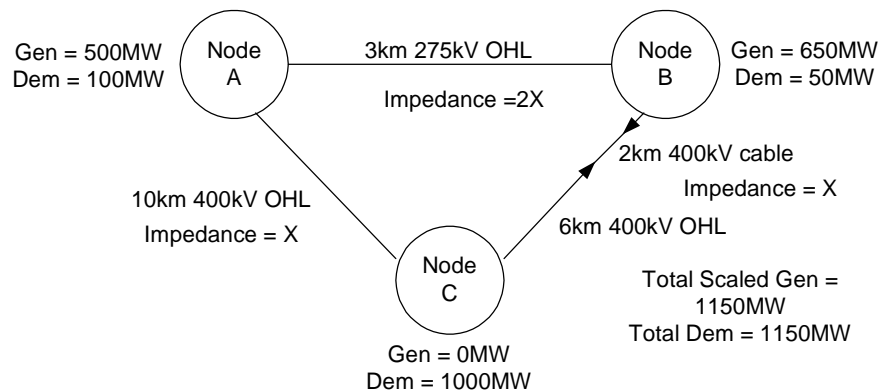 Gen = 500MW
Dem = 100MW
Node
A
3km 275kV OHL
Impedance =2X
Node
B
Gen = 650MW
Dem = 50MW
2km 400kV cable
Impedance = X
10km 400kV OHL
Impedance = X
6km 400kV OHL
Node
C
Gen = 0MW
Dem = 1000MW
Total Scaled Gen =
1150MW
Total Dem = 1150MW